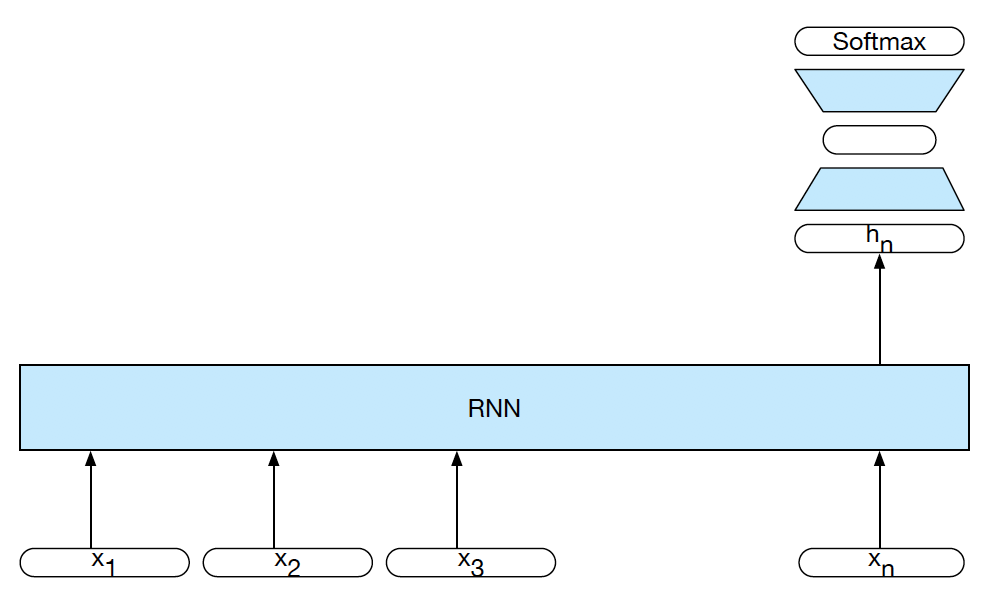 Softmax
hₙ
RNN
x₁ x₂ x₃ xₙ